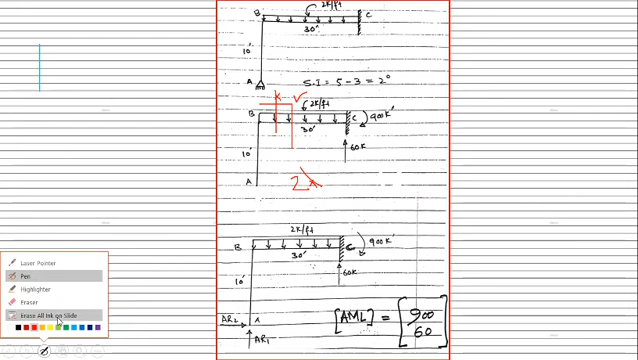 2K/ft
B
C
30'
10'
A
S.I = 5 - 3 = 2°
K
2K/ft
B
C
900K'
30'
10'
60K
A
2x
2K/ft
B
C
900K'
30'
10'
60K
AR2
A
AR1
[AML] = [900
60]
Laser Pointer
Pen
Highlighter
Eraser
Erase All Ink on Slide